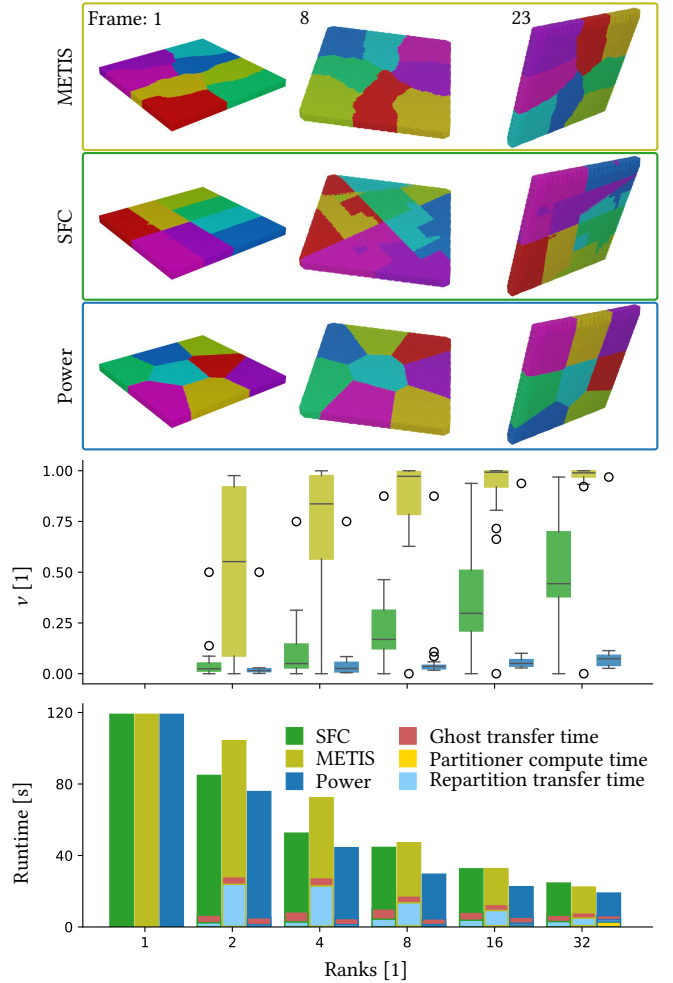 Frame: 1 8 23
METIS
SFC
Power
1.00
0.75
0.50
0.25
0.00
ν [1]
120
80
40
0
Runtime [s]
SFC
METIS
Power
Ghost transfer time
Partitioner compute time
Repartition transfer time
1 2 4 8 16 32
Ranks [1]